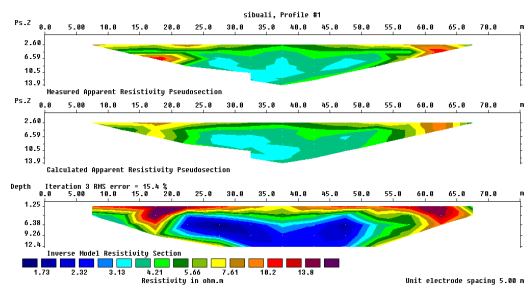 sibuali, Profile #1
Ps.Z 0.0 5.0 10.0 15.0 20.0 25.0 30.0 35.0 40.0 45.0 50.0 55.0 60.0 65.0 70.0 m
2.60
6.59
10.5
13.9
Measured Apparent Resistivity Pseudosection
Ps.Z 0.0 5.0 10.0 15.0 20.0 25.0 30.0 35.0 40.0 45.0 50.0 55.0 60.0 65.0 70.0 m
2.60
6.59
10.5
13.9
Calculated Apparent Resistivity Pseudosection
Depth Iteration 3 RMS error = 15.4 %
0.0 5.0 10.0 15.0 20.0 25.0 30.0 35.0 40.0 45.0 50.0 55.0 60.0 65.0 70.0 m
1.25
6.38
9.26
12.4
Inverse Model Resistivity Section
1.73 2.32 3.13 4.21 5.66 7.61 10.2 13.8
Resistivity in ohm.m
Unit electrode spacing 5.00 m